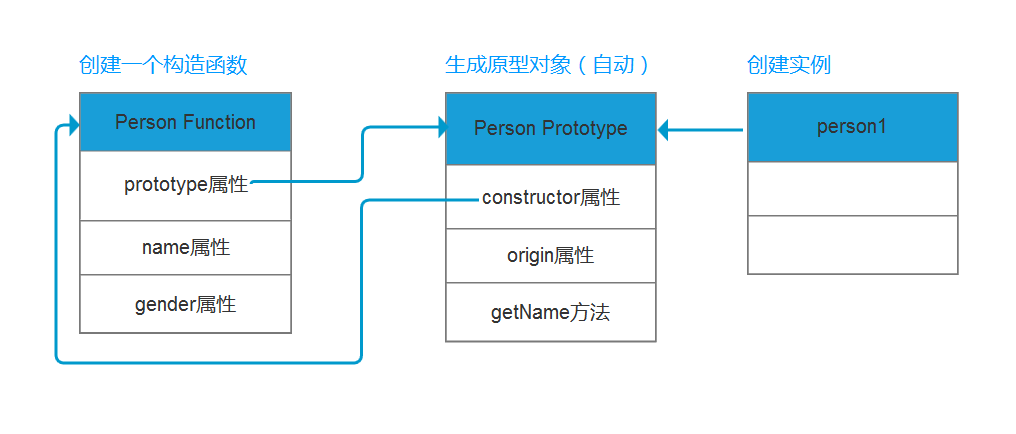 创建一个构造函数
Person Function
prototype属性
name属性
gender属性
生成原型对象（自动）
Person Prototype
constructor属性
origin属性
getName方法
创建实例
person1